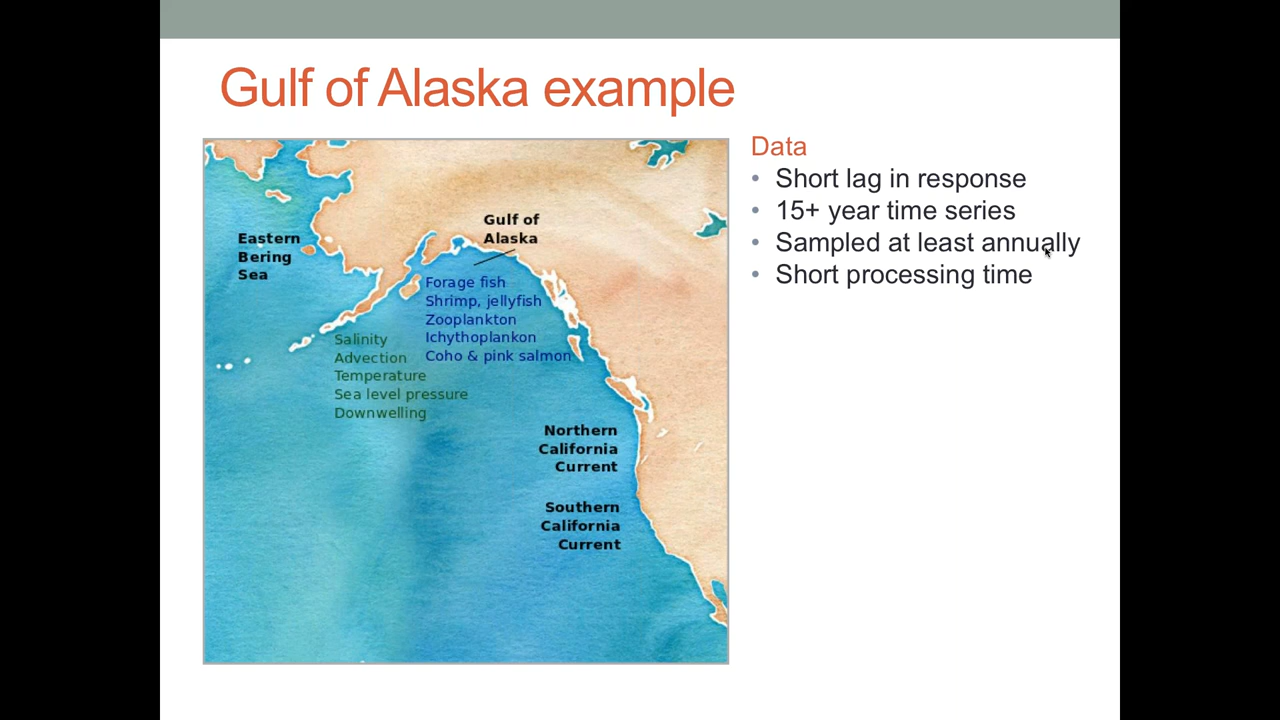 Gulf of Alaska example
Gulf of
Alaska
Eastern
Bering
Sea
Forage fish
Shrimp, jellyfish
Zooplankton
Ichythoplankon
Coho & pink salmon
Salinity
Advection
Temperature
Sea level pressure
Downwelling
Northern
California
Current
Southern
California
Current
Data
• Short lag in response
• 15+ year time series
• Sampled at least annually
• Short processing time